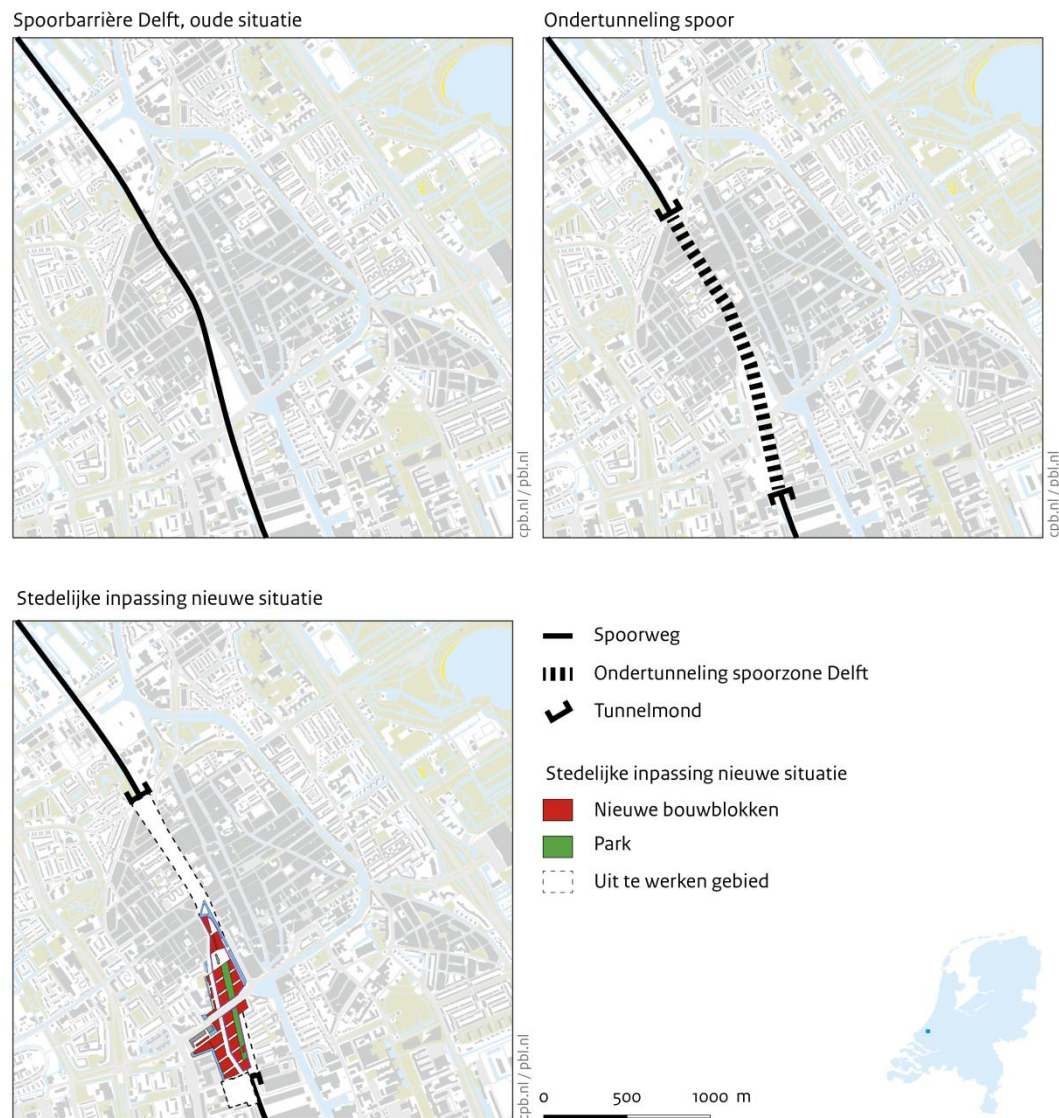 Spoorbarrière Delft, oude situatie
cpb.nl / pbl.nl
Ondertunneling spoor
cpb.nl / pbl.nl
Stedelijke inpassing nieuwe situatie
cpb.nl / pbl.nl
Spoorweg
Ondertunneling spoorzone Delft
Tunnelmond
Stedelijke inpassing nieuwe situatie
Nieuwe bouwblokken
Park
Uit te werken gebied
0 500 1000 m